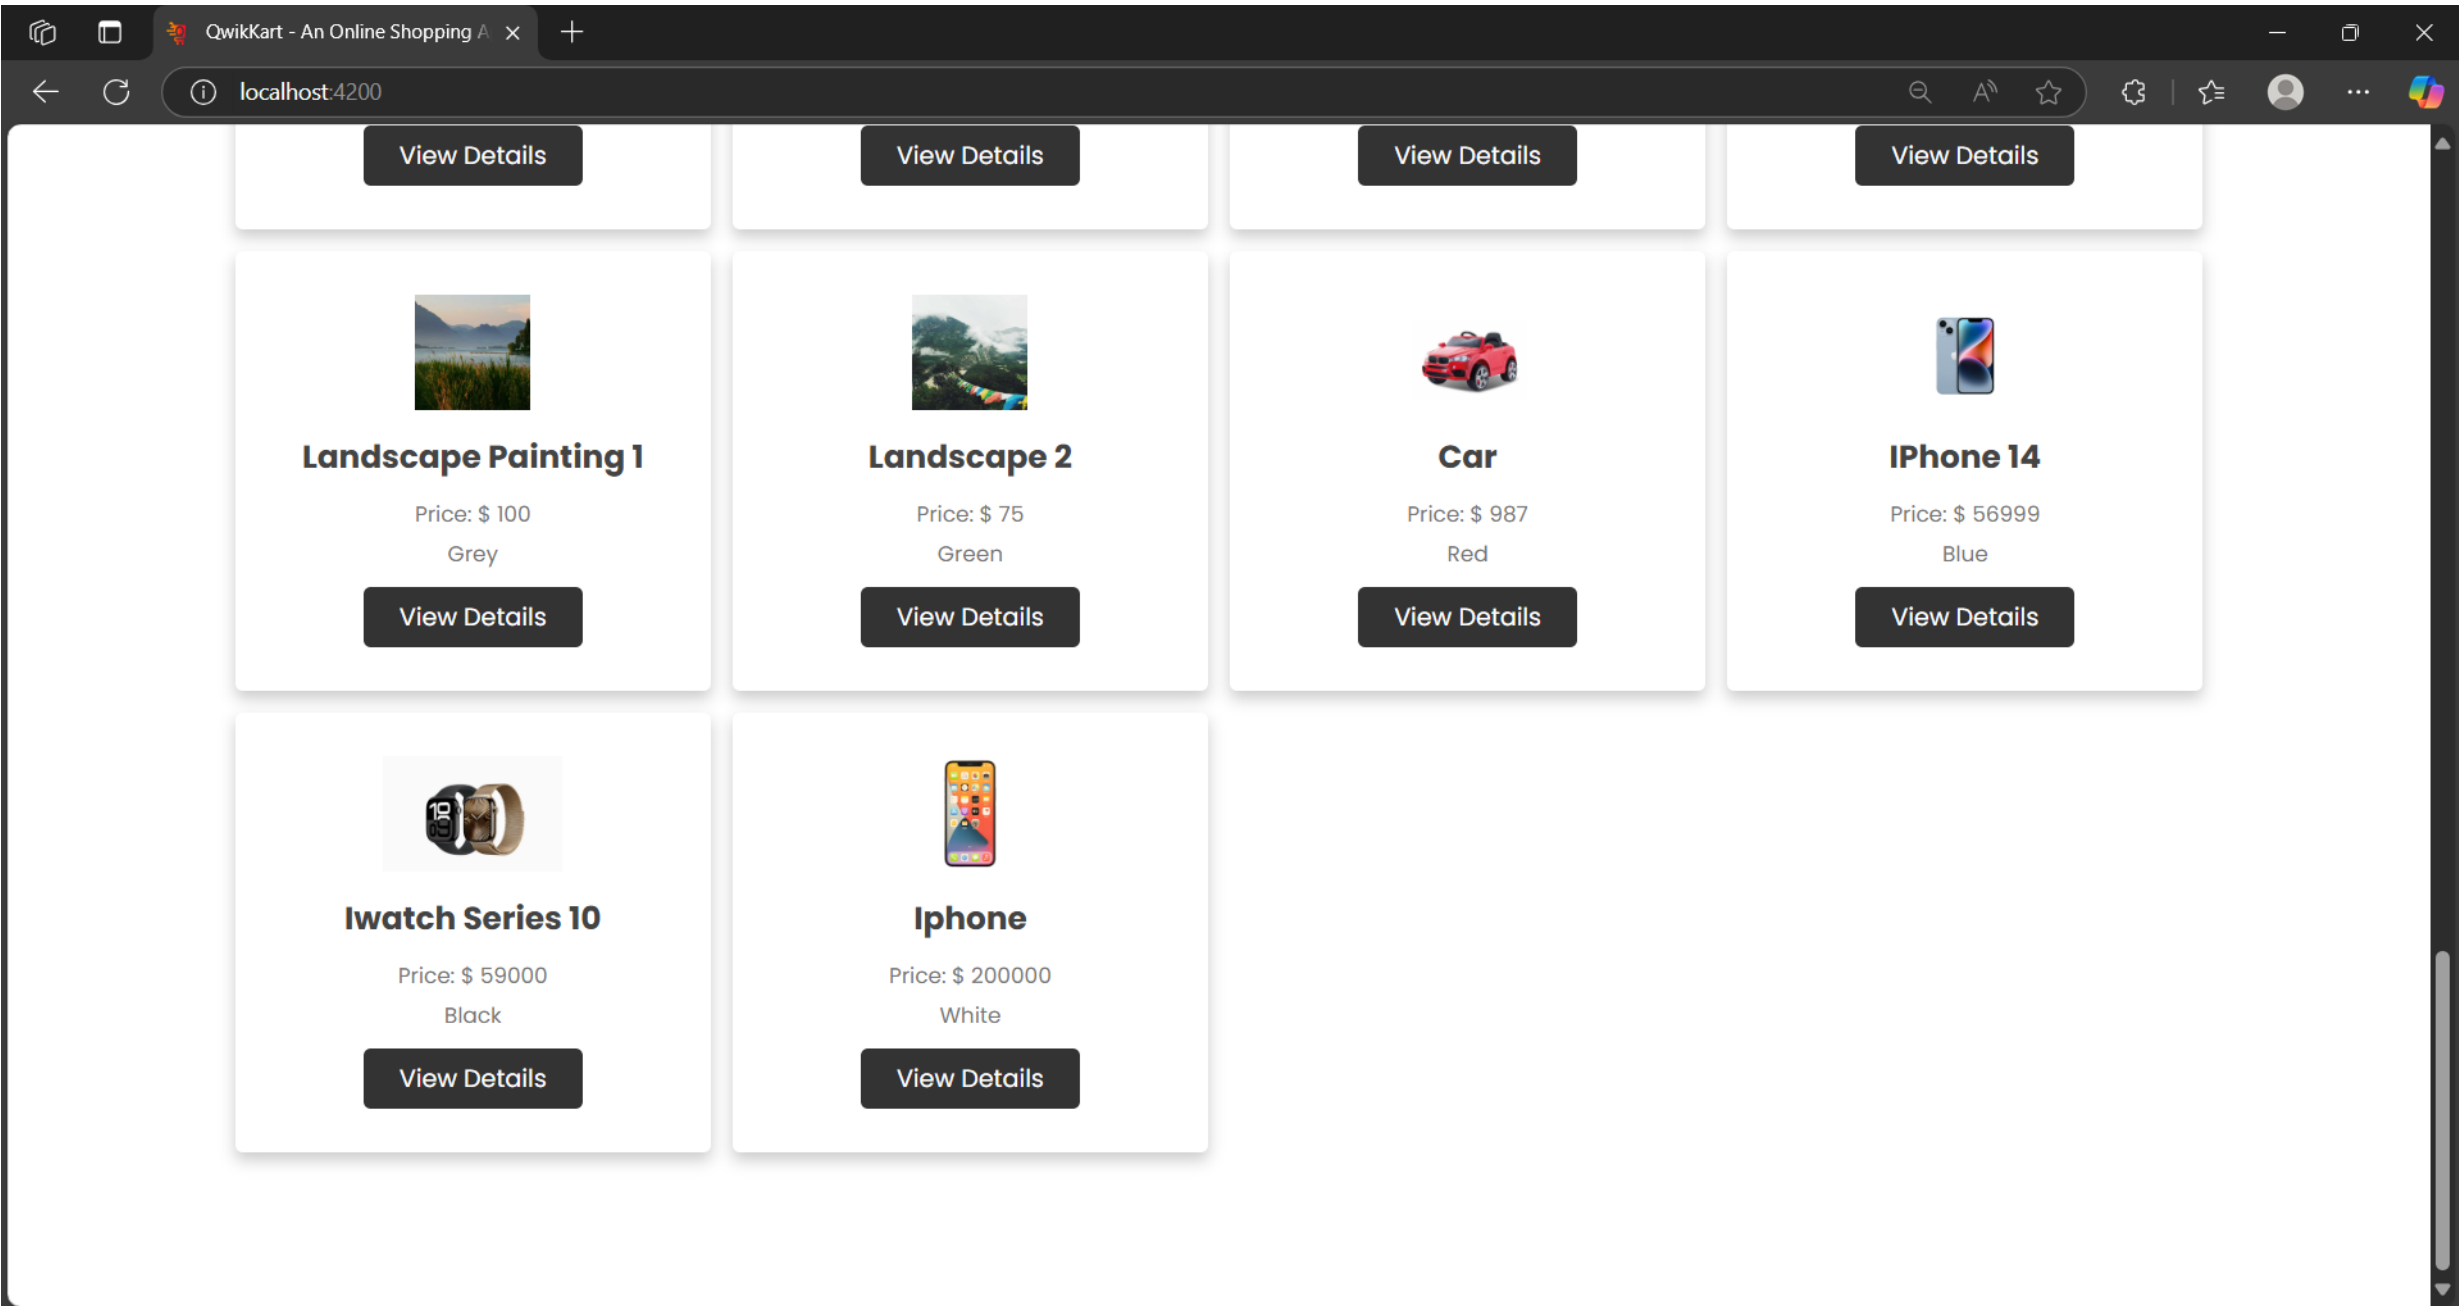 QwikKart - An Online Shopping A
localhost:4200
View Details
View Details
View Details
View Details
Landscape Painting 1
Price: $ 100
Grey
View Details
Landscape 2
Price: $ 75
Green
View Details
Car
Price: $ 987
Red
View Details
IPhone 14
Price: $ 56999
Blue
View Details
Iwatch Series 10
Price: $ 59000
Black
View Details
Iphone
Price: $ 200000
White
View Details